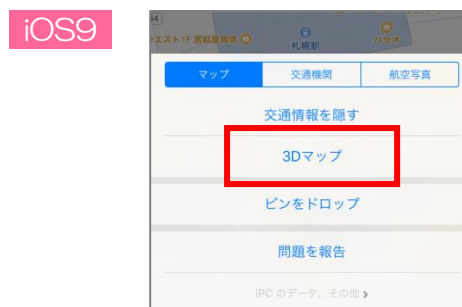 iOS9
エスト1F 宮越屋珈琲
札幌駅
パセオ
マップ
交通機関
航空写真
交通情報を隠す
3Dマップ
ピンをドロップ
問題を報告
iPC のデータ、その他 >